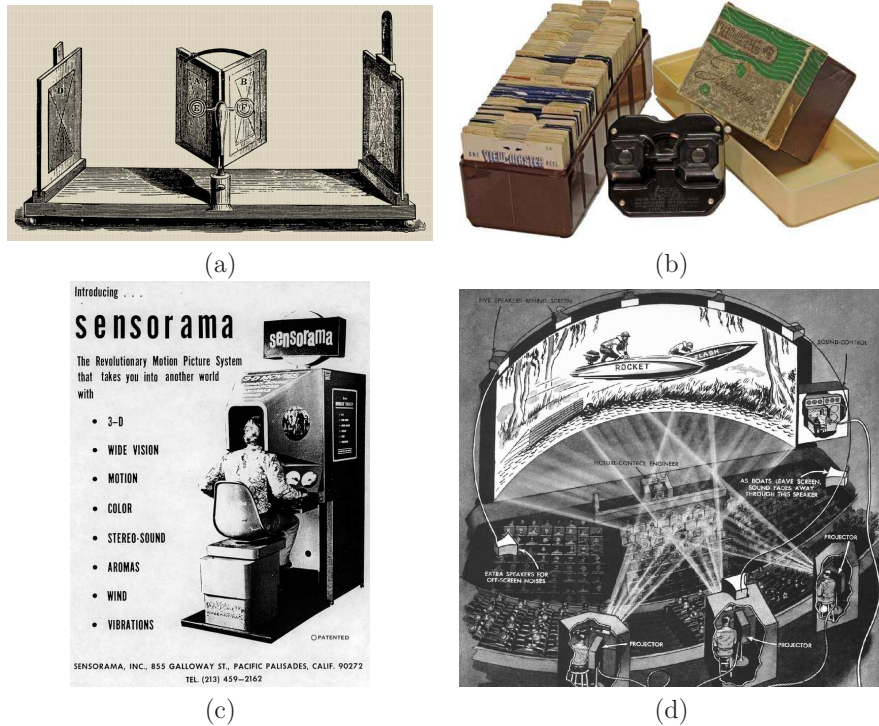 D
E
B
F
C
(a)
VIEW-MASTER
REEL
(b)
Introducing . . .
sensorama
sensorama
The Revolutionary Motion Picture System
that takes you into another world
with
• 3-D
• WIDE VISION
• MOTION
• COLOR
• STEREO-SOUND
• AROMAS
• WIND
• VIBRATIONS
PATENTED
SENSORAMA, INC., 855 GALLOWAY ST., PACIFIC PALISADES, CALIF. 90272
TEL. (213) 459—2162
(c)
FIVE SPEAKERS BEHIND SCREEN
SOUND CONTROL
ROCKET
FLASH
PICTURE-CONTROL ENGINEER
AS BOATS LEAVE SCREEN,
SOUND FADES AWAY
THROUGH THIS SPEAKER
PROJECTOR
EXTRA SPEAKERS FOR
OFF-SCREEN NOISES
PROJECTOR
PROJECTOR
(d)